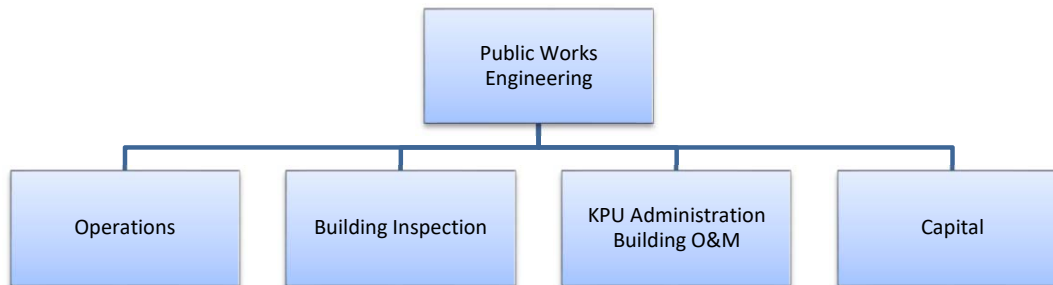 Public Works
Engineering
Operations
Building Inspection
KPU Administration
Building O&M
Capital